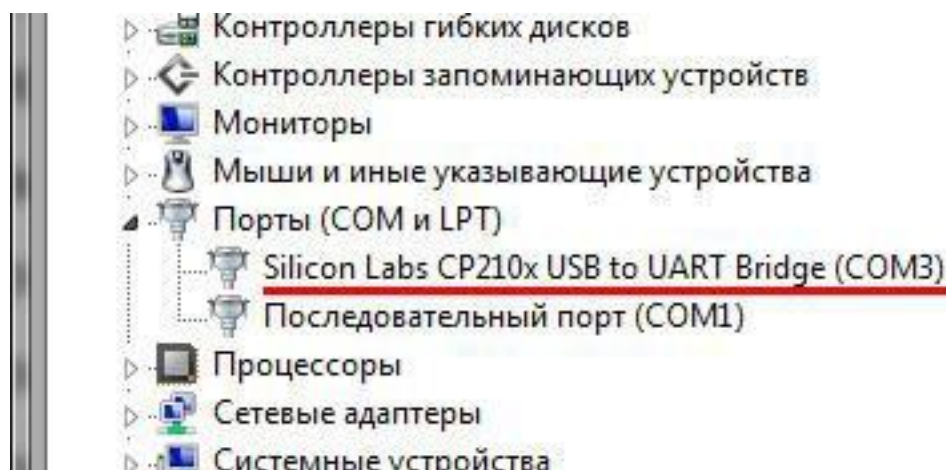 Контроллеры гибких дисков
Контроллеры запоминающих устройств
Мониторы
Мыши и иные указывающие устройства
Порты (COM и LPT)
Silicon Labs CP210x USB to UART Bridge (COM3)
Последовательный порт (COM1)
Процессоры
Сетевые адаптеры
Системные устройства